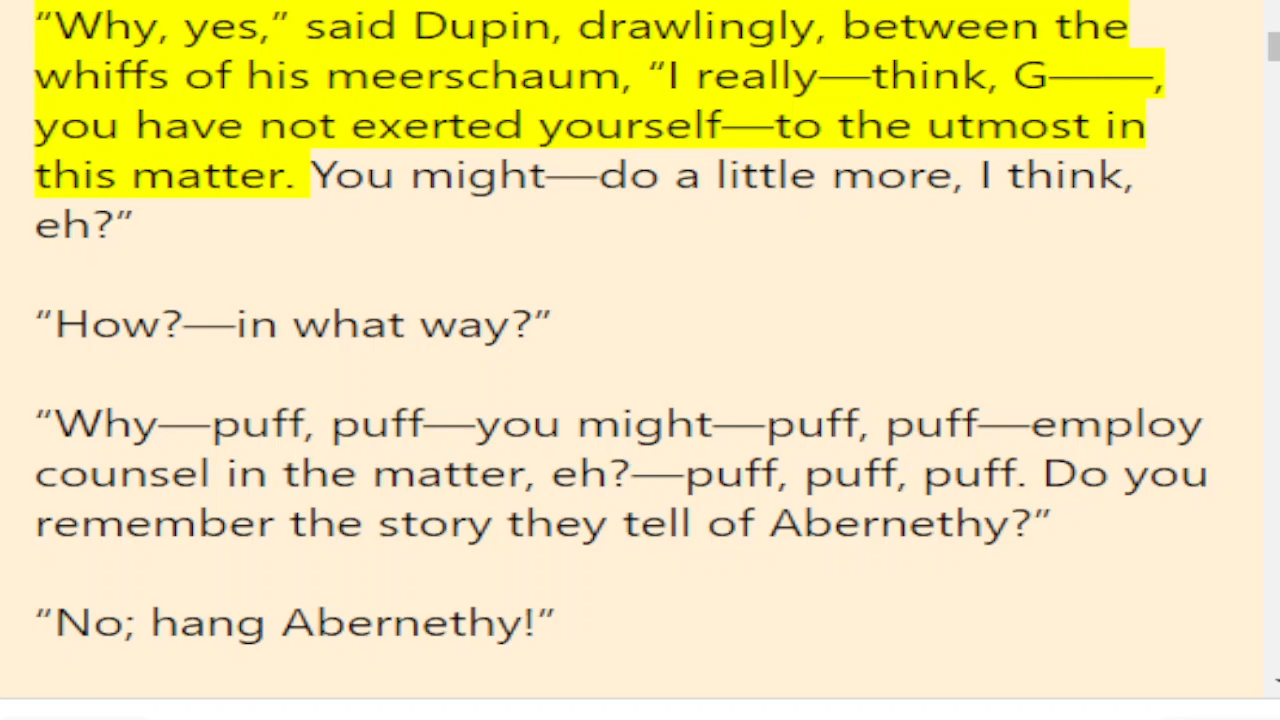 “Why, yes,” said Dupin, drawlingly, between the
whiffs of his meerschaum, “I really—think, G——,
you have not exerted yourself—to the utmost in
this matter. You might—do a little more, I think,
eh?”
“How?—in what way?”
“Why—puff, puff—you might—puff, puff—employ
counsel in the matter, eh?—puff, puff, puff. Do you
remember the story they tell of Abernethy?”
“No; hang Abernethy!”